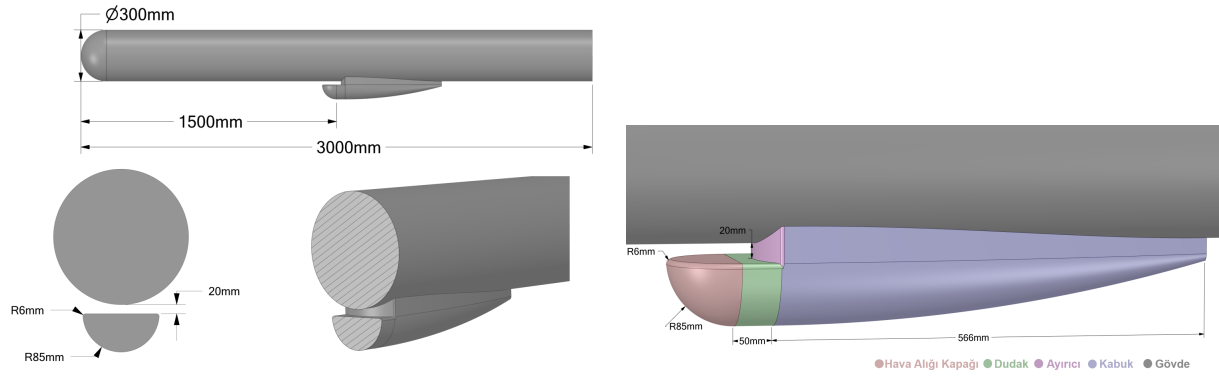 Ø300mm
1500mm
3000mm
20mm
R6mm
R85mm
20mm
R6mm
R85mm
50mm
566mm
Hava Alığı Kapağı Dudak Ayırıcı Kabuk Gövde